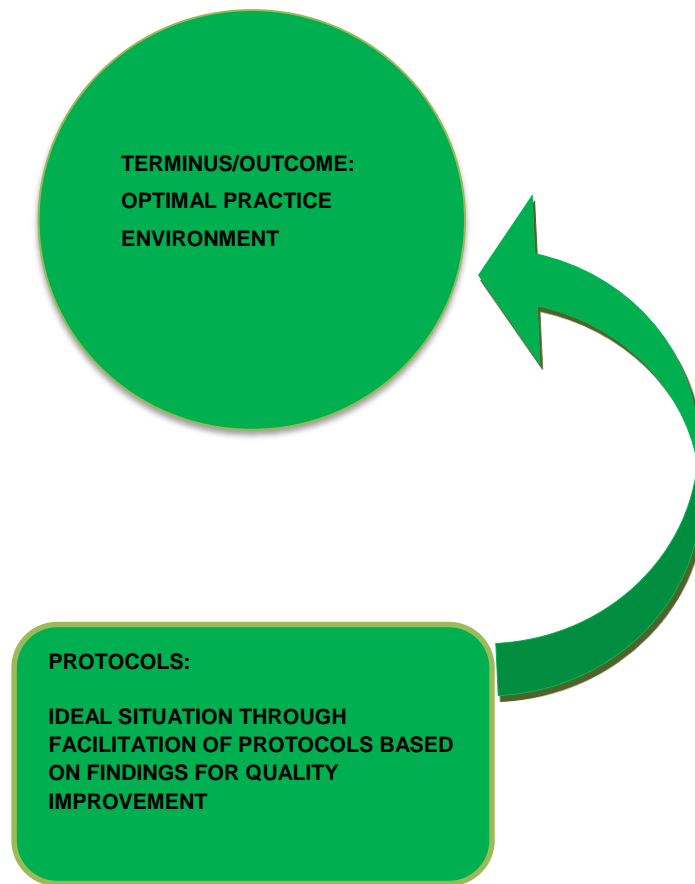 TERMINUS/OUTCOME:
OPTIMAL PRACTICE
ENVIRONMENT
PROTOCOLS:
IDEAL SITUATION THROUGH
FACILITATION OF PROTOCOLS BASED
ON FINDINGS FOR QUALITY
IMPROVEMENT